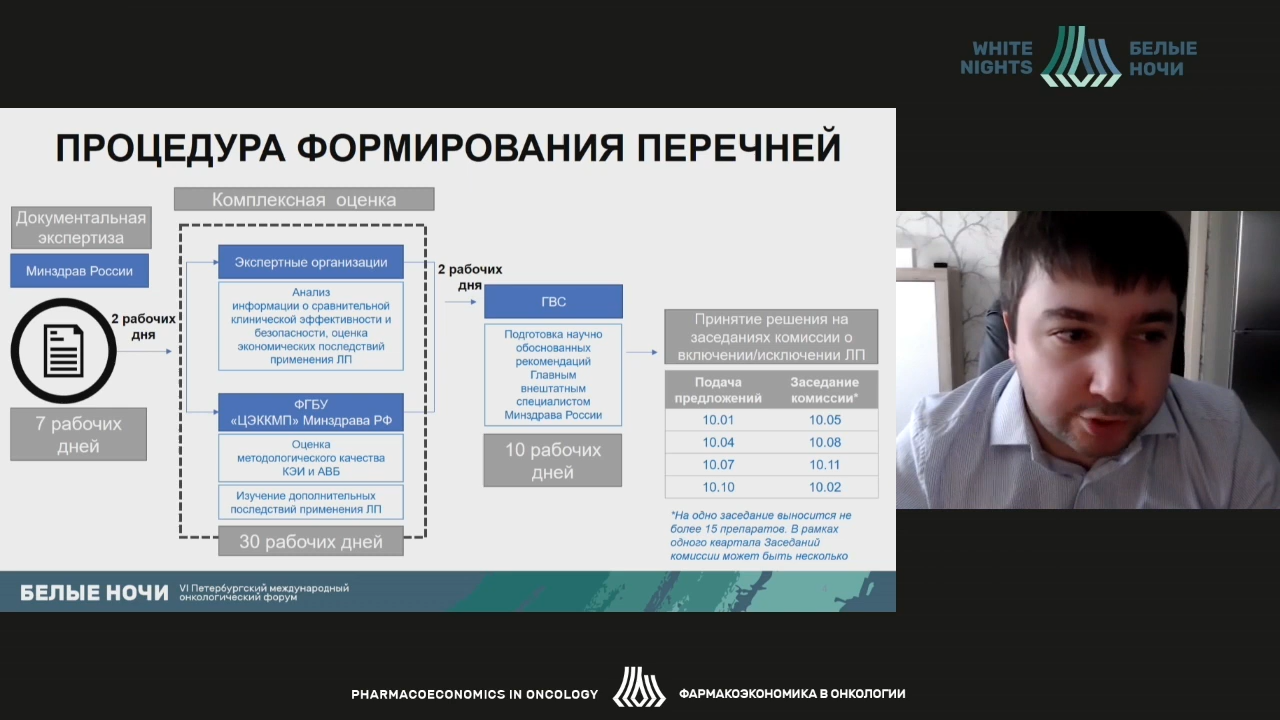 WHITE
NIGHTS
БЕЛЫЕ
НОЧИ
ПРОЦЕДУРА ФОРМИРОВАНИЯ ПЕРЕЧНЕЙ
Документальная
экспертиза
Минздрав России
2 рабочих
дня
7 рабочих
дней
Комплексная оценка
Экспертные организации
Анализ
информации о сравнительной
клинической эффективности и
безопасности, оценка
экономических последствий
применения ЛП
ФГБУ
«ЦЭККМП» Минздрава РФ
Оценка
методологического качества
КЭИ и АВБ
Изучение дополнительных
последствий применения ЛП
30 рабочих дней
2 рабочих
дня
ГВС
Подготовка научно
обоснованных
рекомендаций
Главным
внештатным
специалистом
Минздрава России
10 рабочих
дней
Принятие решения на
заседаниях комиссии о
включении/исключении ЛП
Подача предложений Заседание комиссии*
10.01 10.05
10.04 10.08
10.07 10.11
10.10 10.02
*На одно заседание выносится не
более 15 препаратов. В рамках
одного квартала Заседаний
комиссии может быть несколько
БЕЛЫЕ НОЧИ
VI Петербургский международный
онкологический форум
PHARMACOECONOMICS IN ONCOLOGY
ФАРМАКОЭКОНОМИКА В ОНКОЛОГИИ